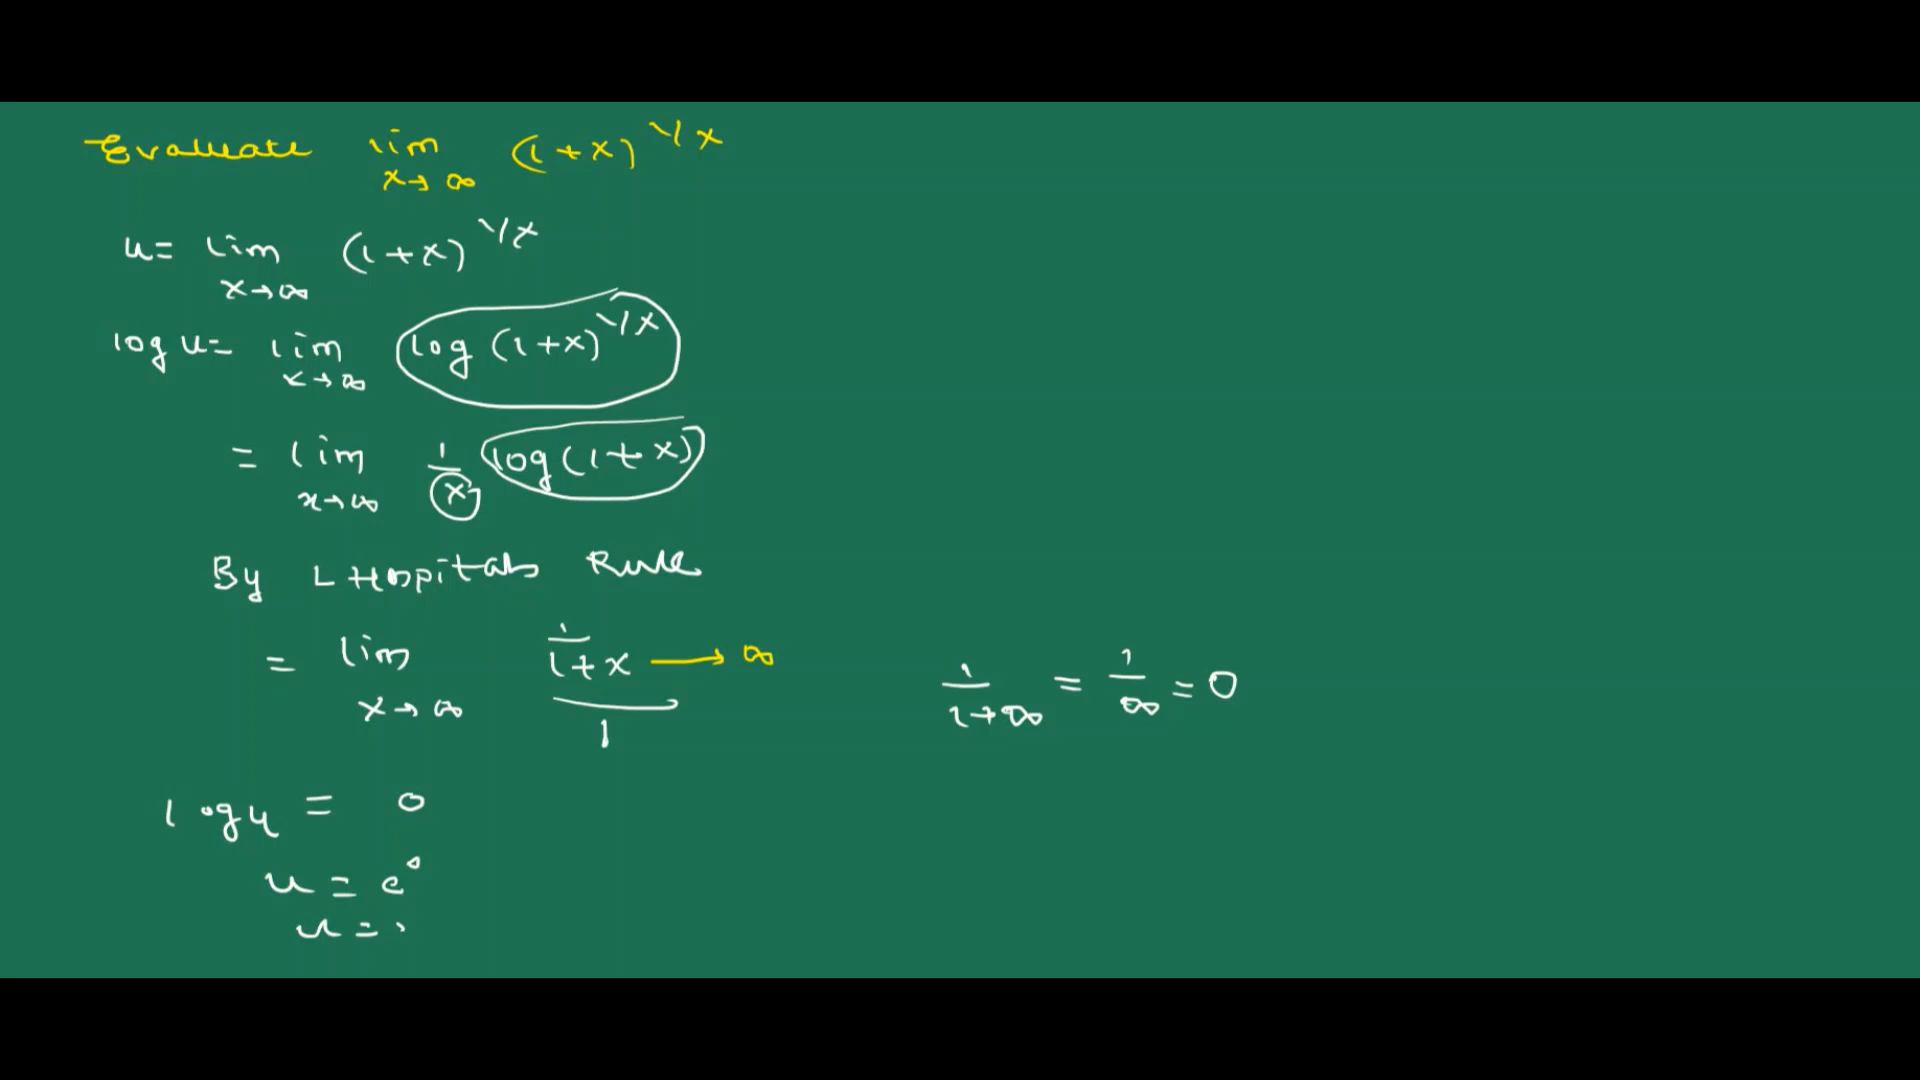 Evaluate lim x→∞ (1+x)^1/x
u= lim x→∞ (1+x)^1/x
log u= lim x→∞ log (1+x)^1/x
= lim x→∞ 1/x log(1+x)
By L Hospitals Rule
= lim x→∞ (1/1+x)/1 → ∞
1/1+∞ = 1/∞ = 0
log u = 0
u = e^0
u =